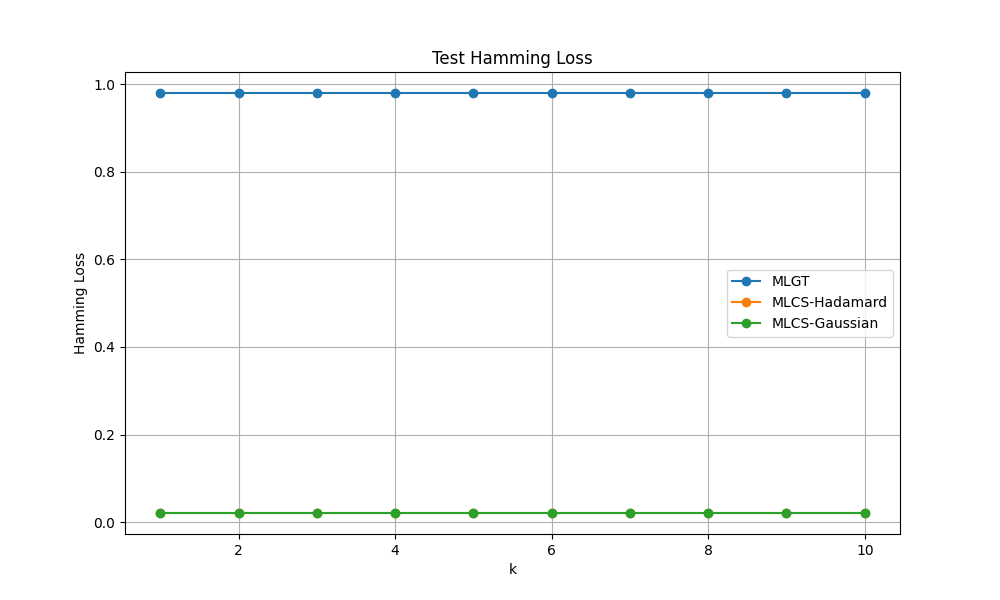 Test Hamming Loss
1.0
0.8
0.6
0.4
0.2
0.0
Hamming Loss
MLGT
MLCS-Hadamard
MLCS-Gaussian
2 4 6 8 10
k